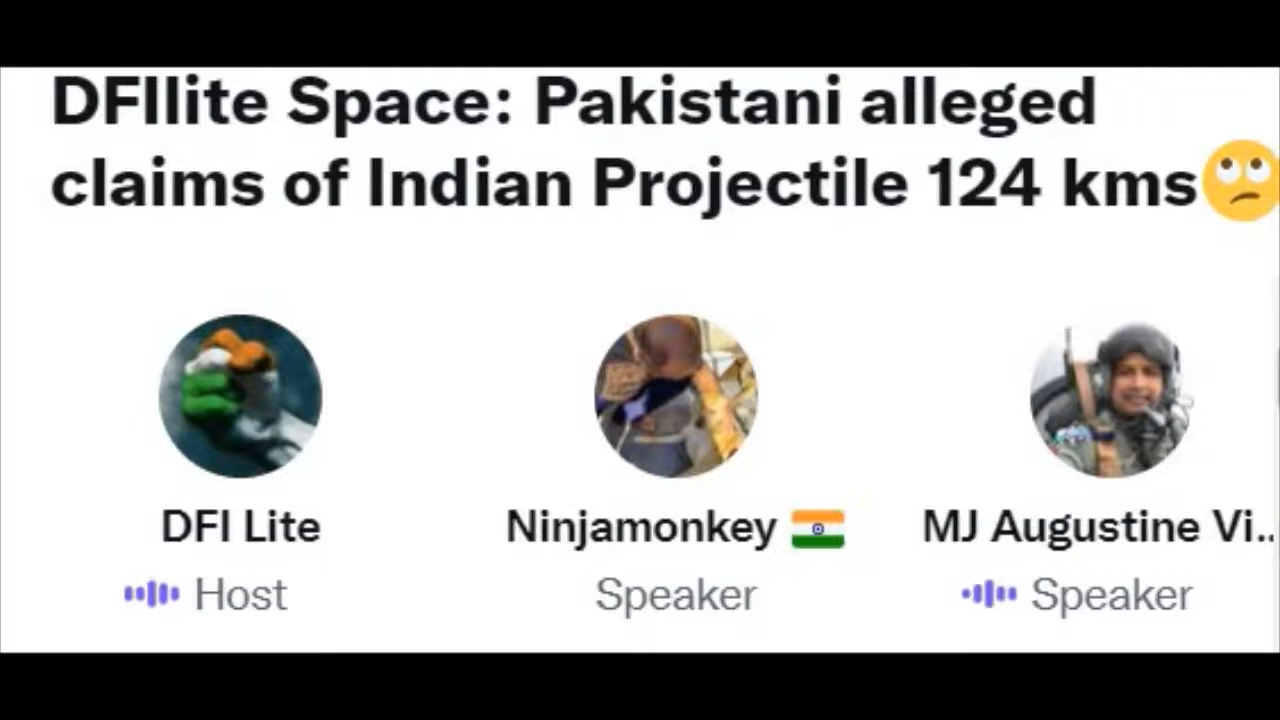 DFIlite Space: Pakistani alleged
claims of Indian Projectile 124 kms🙄
DFI Lite
Ninjamonkey 🇮🇳
MJ Augustine Vi..
Host
Speaker
Speaker